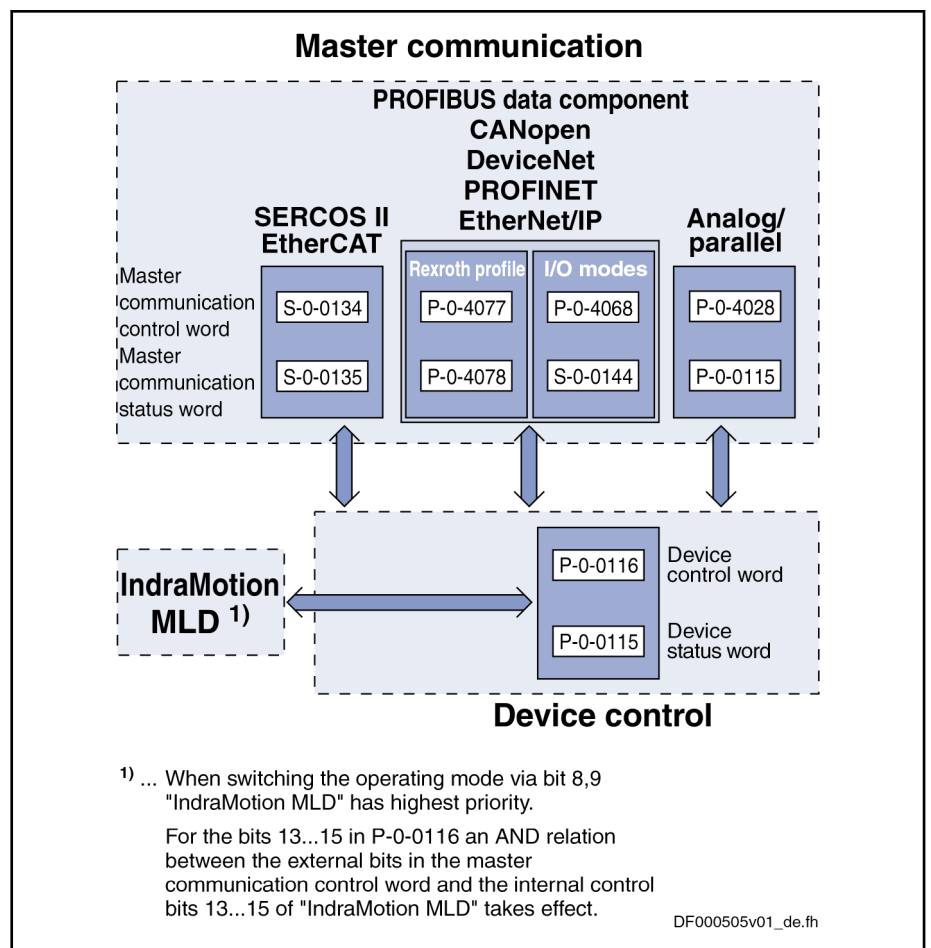 Master communication
PROFIBUS data component
CANopen
DeviceNet
PROFINET
EtherNet/IP
SERCOS II
EtherCAT
Analog/
parallel
Rexroth profile
I/O modes
Master
communication
control word
S-0-0134
P-0-4077
P-0-4068
P-0-4028
Master
communication
status word
S-0-0135
P-0-4078
S-0-0144
P-0-0115
IndraMotion
MLD 1)
P-0-0116
Device
control word
P-0-0115
Device
status word
Device control
1) ... When switching the operating mode via bit 8,9
"IndraMotion MLD" has highest priority.
For the bits 13...15 in P-0-0116 an AND relation
between the external bits in the master
communication control word and the internal control
bits 13...15 of "IndraMotion MLD" takes effect.
DF000505v01_de.fh